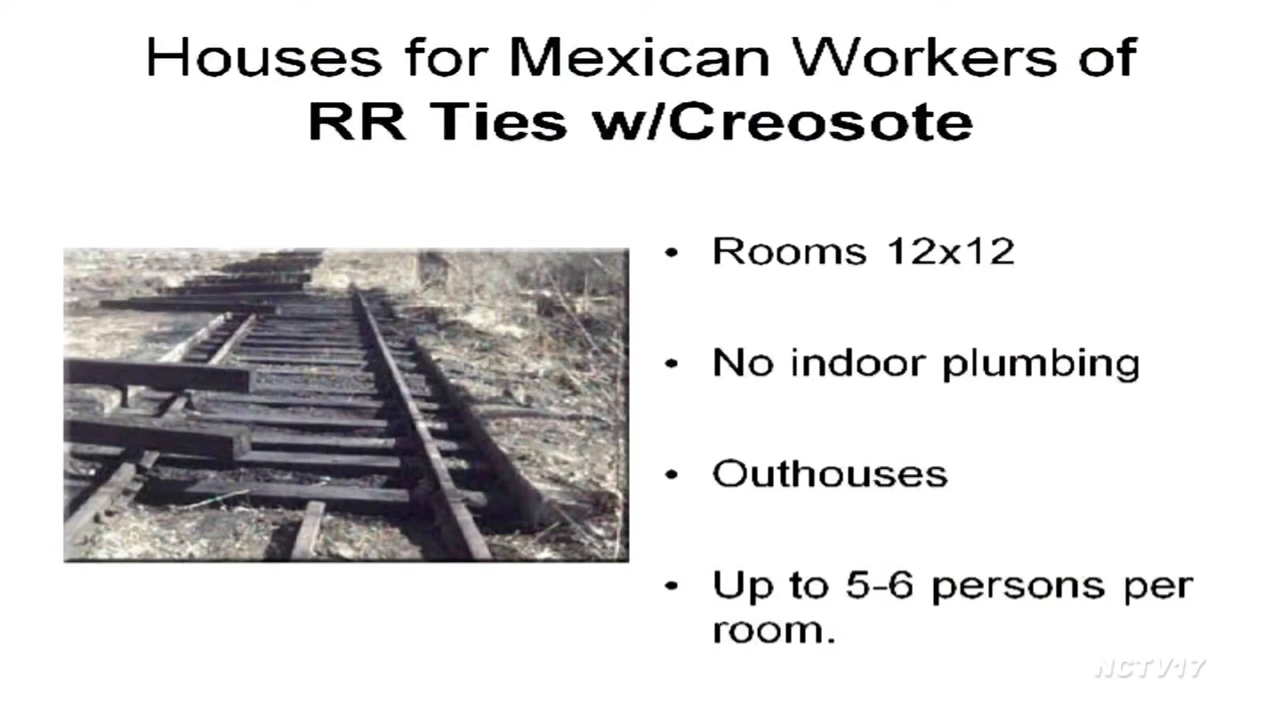 Houses for Mexican Workers of
RR Ties w/Creosote
• Rooms 12x12
• No indoor plumbing
• Outhouses
• Up to 5-6 persons per
room.
NCTV17